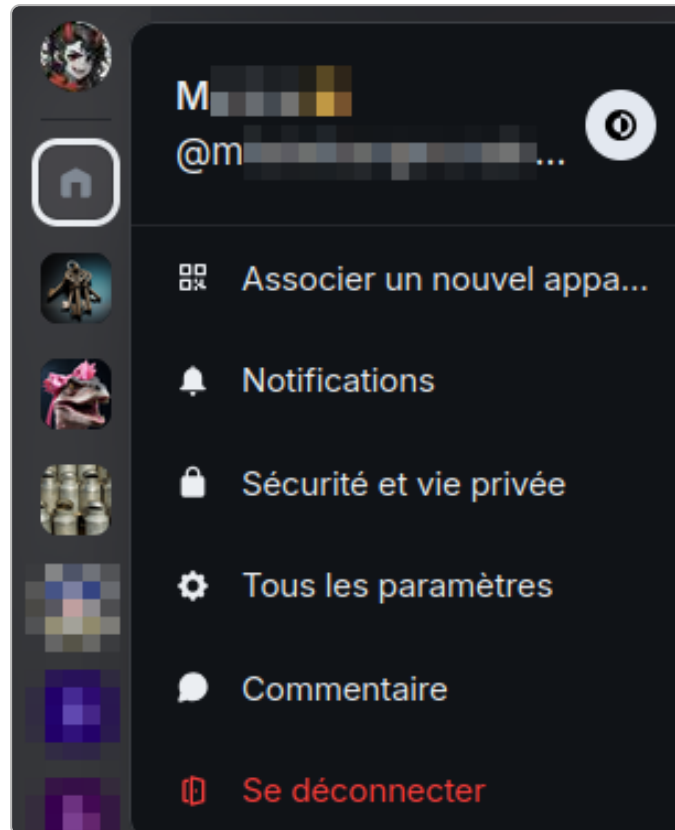 M
@m...
Associer un nouvel appa...
Notifications
Sécurité et vie privée
Tous les paramètres
Commentaire
Se déconnecter